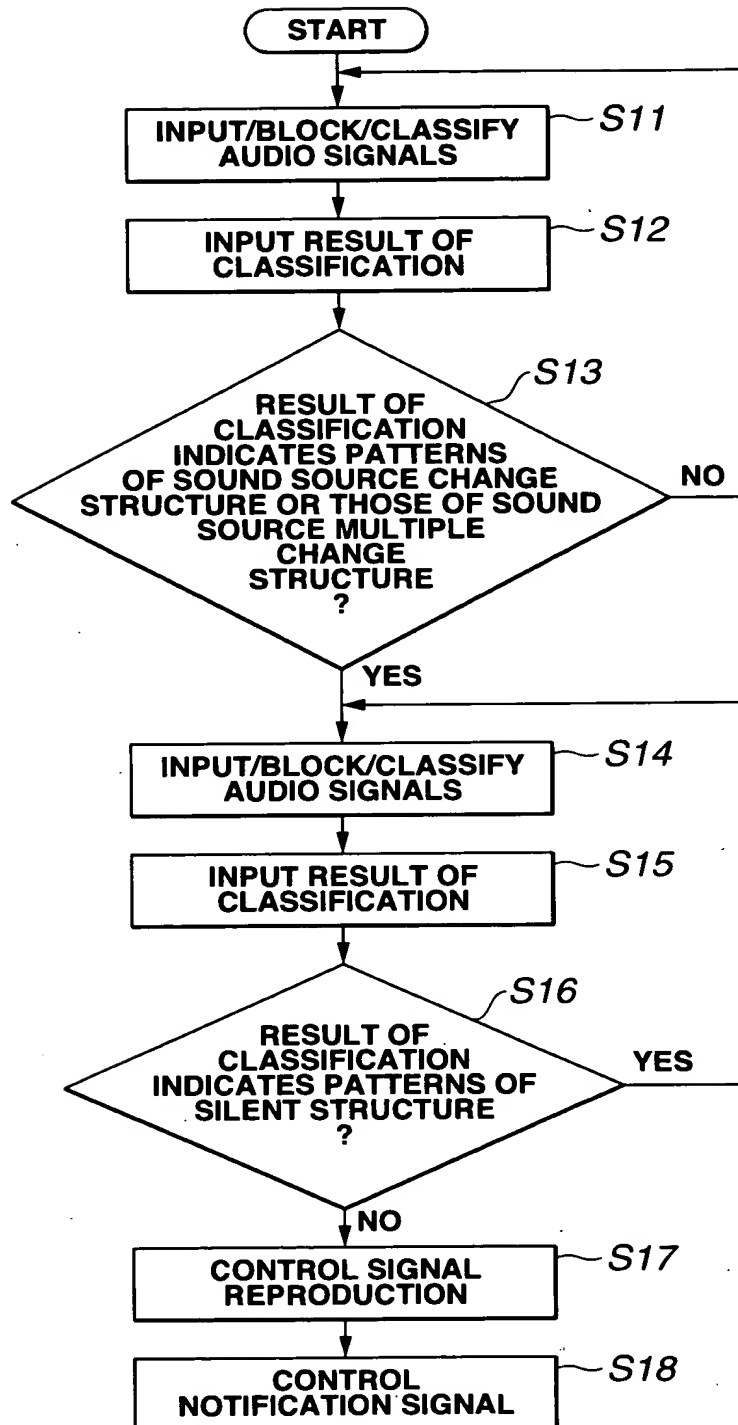 START
INPUT/BLOCK/CLASSIFY
AUDIO SIGNALS
S11
INPUT RESULT OF
CLASSIFICATION
S12
S13
RESULT OF
CLASSIFICATION
INDICATES PATTERNS
OF SOUND SOURCE CHANGE
STRUCTURE OR THOSE OF SOUND
SOURCE MULTIPLE
CHANGE
STRUCTURE
?
NO
YES
INPUT/BLOCK/CLASSIFY
AUDIO SIGNALS
S14
INPUT RESULT OF
CLASSIFICATION
S15
S16
RESULT OF
CLASSIFICATION
INDICATES PATTERNS OF
SILENT STRUCTURE
?
YES
NO
CONTROL SIGNAL
REPRODUCTION
S17
CONTROL
NOTIFICATION SIGNAL
S18